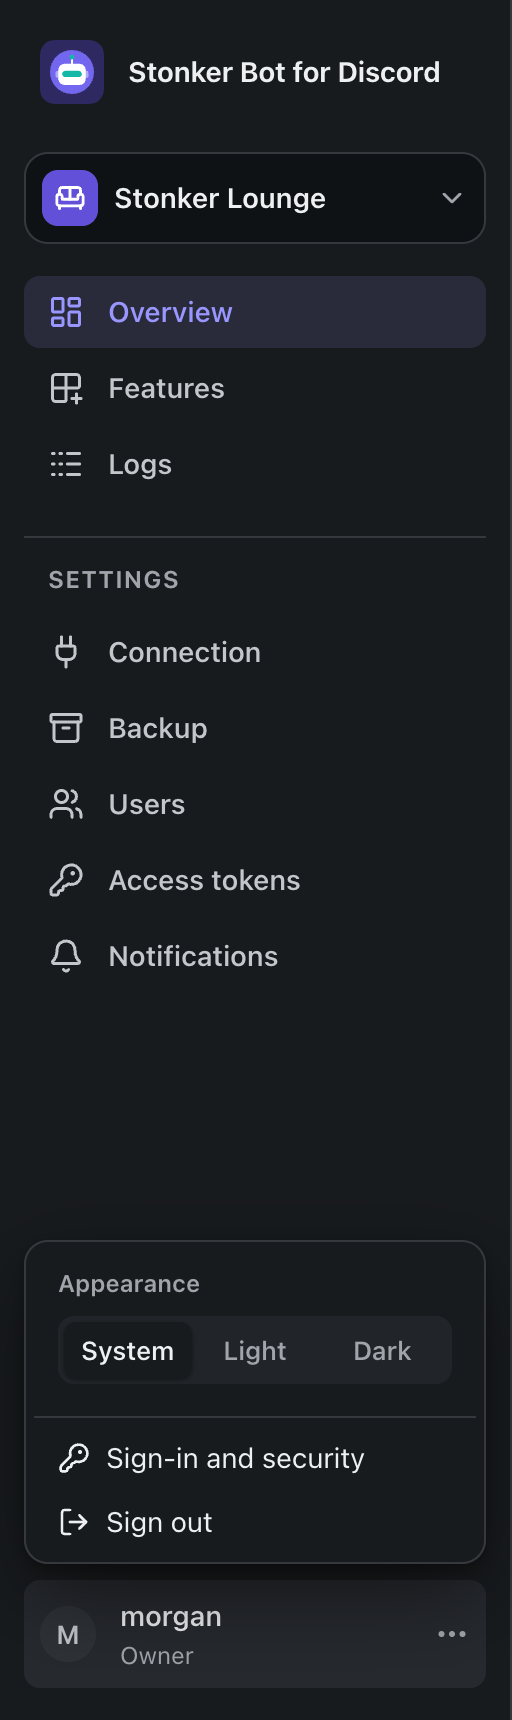 Stonker Bot for Discord
Stonker Lounge
Overview
Features
Logs
SETTINGS
Connection
Backup
Users
Access tokens
Notifications
Appearance
System Light Dark
Sign-in and security
Sign out
M
morgan
Owner